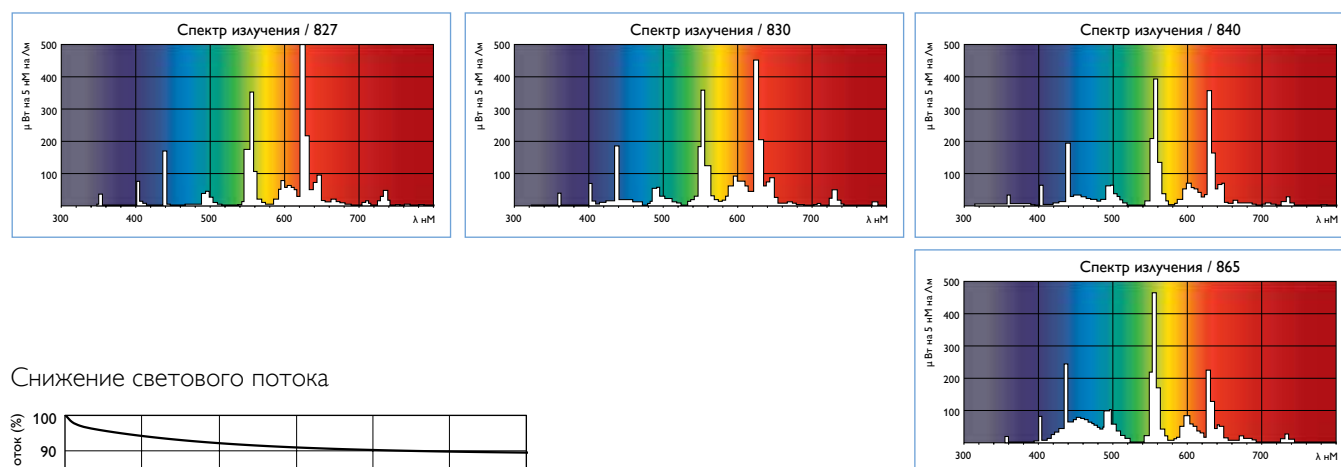 Спектр излучения / 827
μ Вт на 5 нМ на Лм
500
400
300
200
100
300 400 500 600 700 λ нМ
Спектр излучения / 830
μ Вт на 5 нМ на Лм
500
400
300
200
100
300 400 500 600 700 λ нМ
Спектр излучения / 840
μ Вт на 5 нМ на Лм
500
400
300
200
100
300 400 500 600 700 λ нМ
Спектр излучения / 865
μ Вт на 5 нМ на Лм
500
400
300
200
100
300 400 500 600 700 λ нМ
Снижение светового потока
оток (%)
100
90